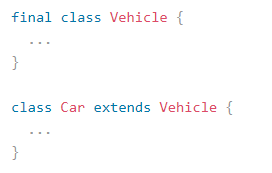 final class Vehicle {
  ...
}
class Car extends Vehicle {
  ...
}